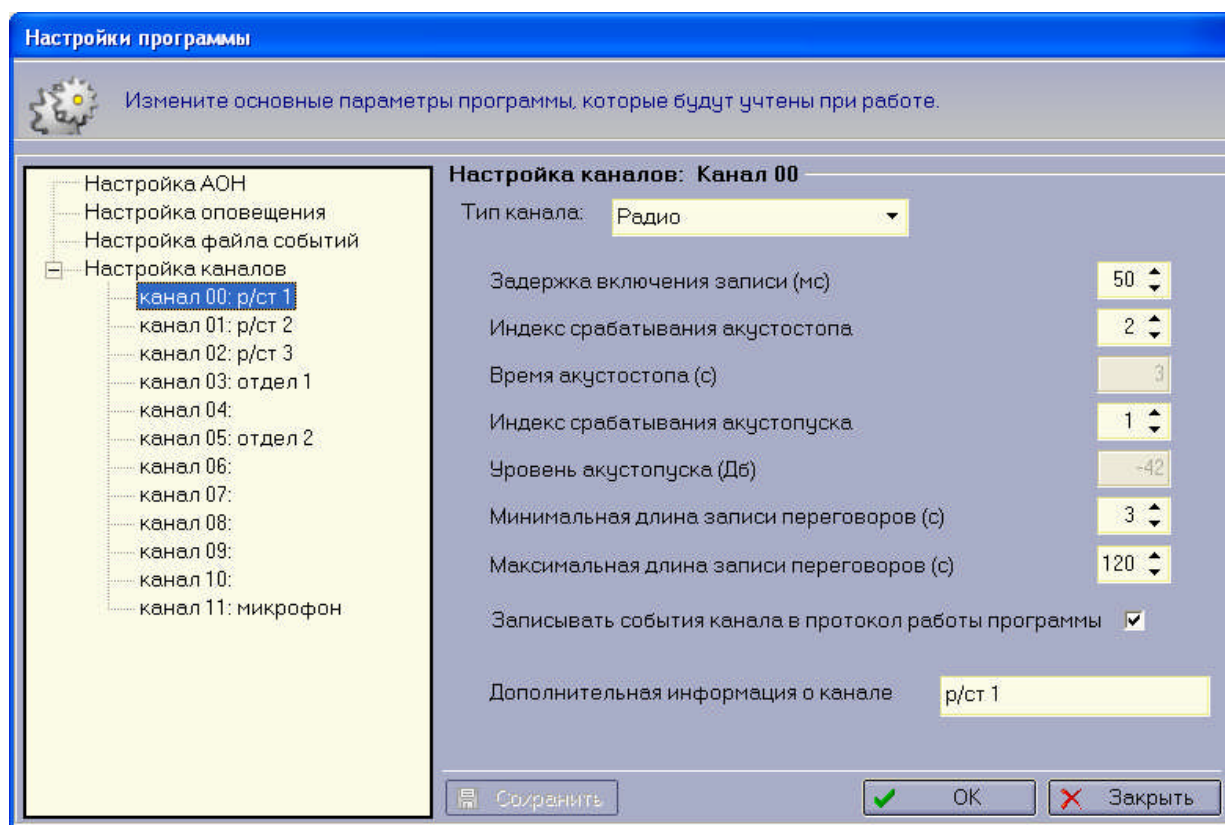 Настройки программы
Измените основные параметры программы, которые будут учтены при работе.
Настройка АОН
Настройка оповещения
Настройка файла событий
Настройка каналов
канал 00: р/ст 1
канал 01: р/ст 2
канал 02: р/ст 3
канал 03: отдел 1
канал 04:
канал 05: отдел 2
канал 06:
канал 07:
канал 08:
канал 09:
канал 10:
канал 11: микрофон
Настройка каналов: Канал 00
Тип канала: Радио
Задержка включения записи (мс) 50
Индекс срабатывания акустостопа 2
Время акустостопа (с) 3
Индекс срабатывания акустопуска 1
Уровень акустопуска (Дб) -42
Минимальная длина записи переговоров (с) 3
Максимальная длина записи переговоров (с) 120
Записывать события канала в протокол работы программы
Дополнительная информация о канале р/ст 1
Сохранить OK Закрыть